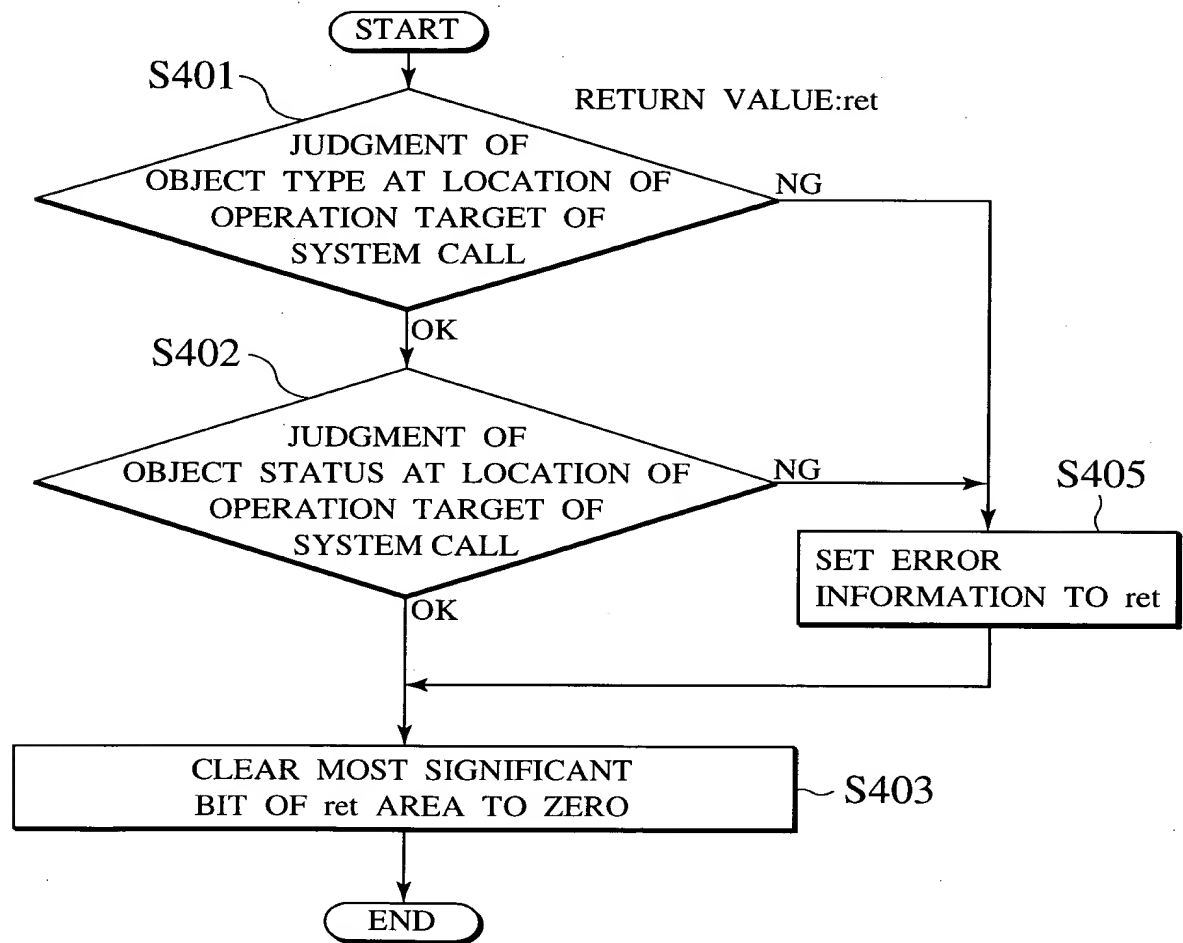 START
S401
RETURN VALUE:ret
JUDGMENT OF
OBJECT TYPE AT LOCATION OF
OPERATION TARGET OF
SYSTEM CALL
NG
OK
S402
JUDGMENT OF
OBJECT STATUS AT LOCATION OF
OPERATION TARGET OF
SYSTEM CALL
NG
S405
SET ERROR
INFORMATION TO ret
OK
CLEAR MOST SIGNIFICANT
BIT OF ret AREA TO ZERO
S403
END